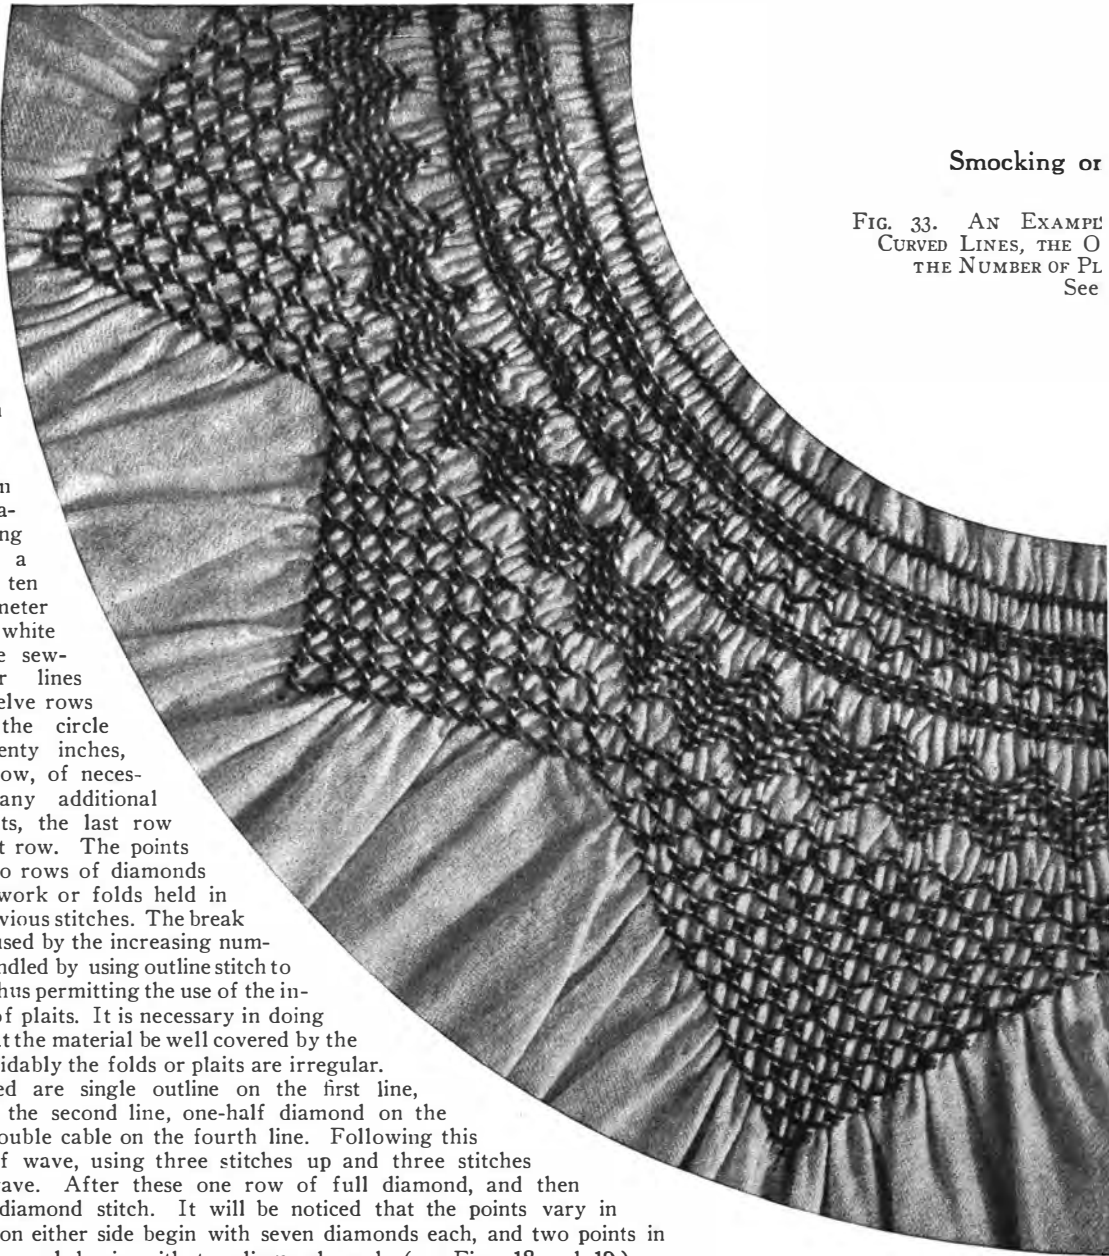 Smocking or
FIG. 33. AN
CURVED LINES, THE O
THE NUMBER OF PL
See
n
a-
ng
a
ten
meter
white
e sew-
r lines
elve rows
the circle
enty inches,
ow, of neces-
any additional
ts, the last row
t row. The points
o rows of diamonds
work or folds held in
vious stitches. The break
used by the increasing num-
ndled by using outline stitch to
hus permitting the use of the in-
of plaits. It is necessary in doing
at the material be well covered by the
idably the folds or plaits are irregular.
ed are single outline on the first line,
the second line, one-half diamond on the
ouble cable on the fourth line. Following this
f wave, using three stitches up and three stitches
ave. After these one row of full diamond, and then
diamond stitch. It will be noticed that the points vary in
on either side begin with seven diamonds each, and two points in